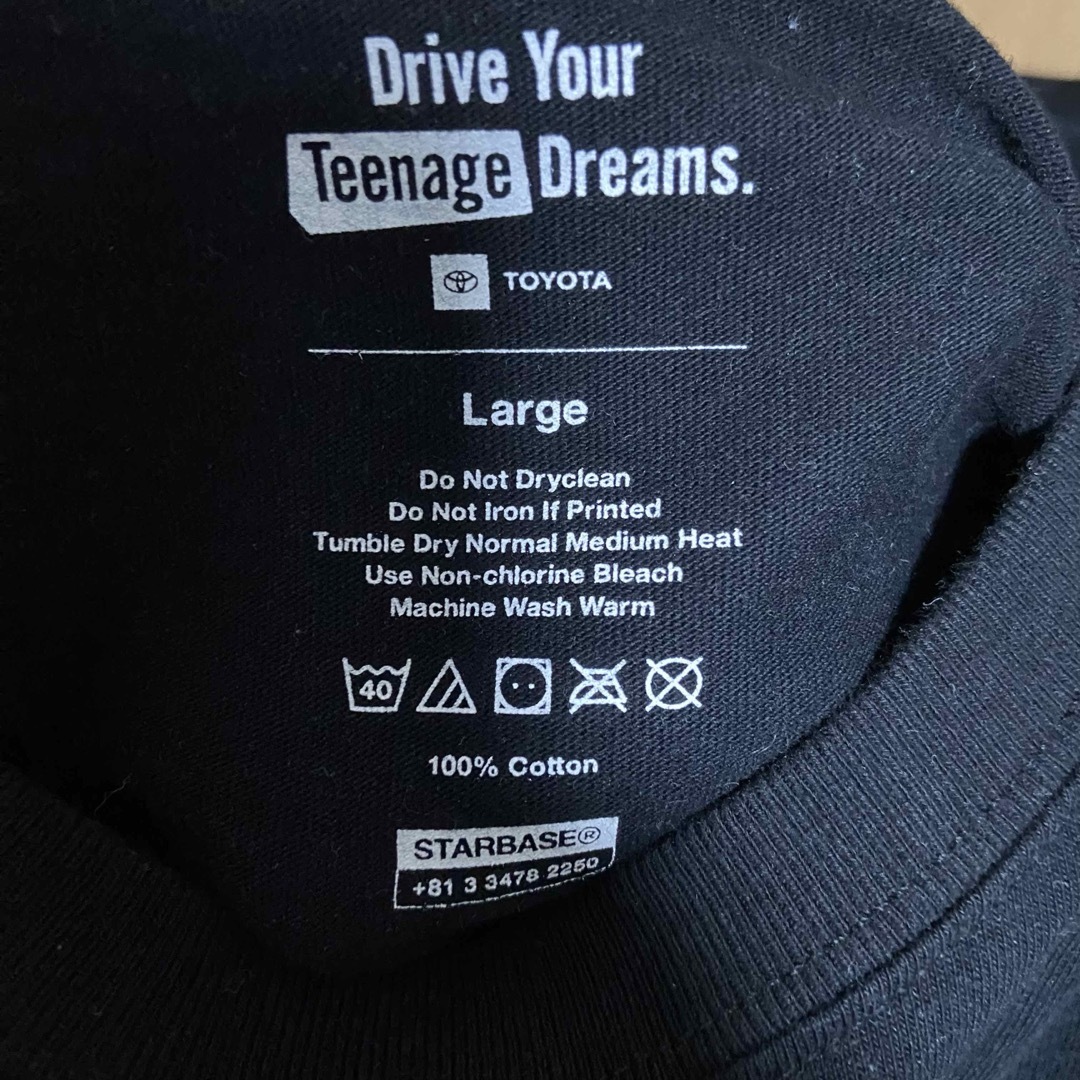 Drive Your
Teenage Dreams.
TOYOTA
Large
Do Not Dryclean
Do Not Iron If Printed
Tumble Dry Normal Medium Heat
Use Non-chlorine Bleach
Machine Wash Warm
40
100% Cotton
STARBASE®
+81 3 3478 2250